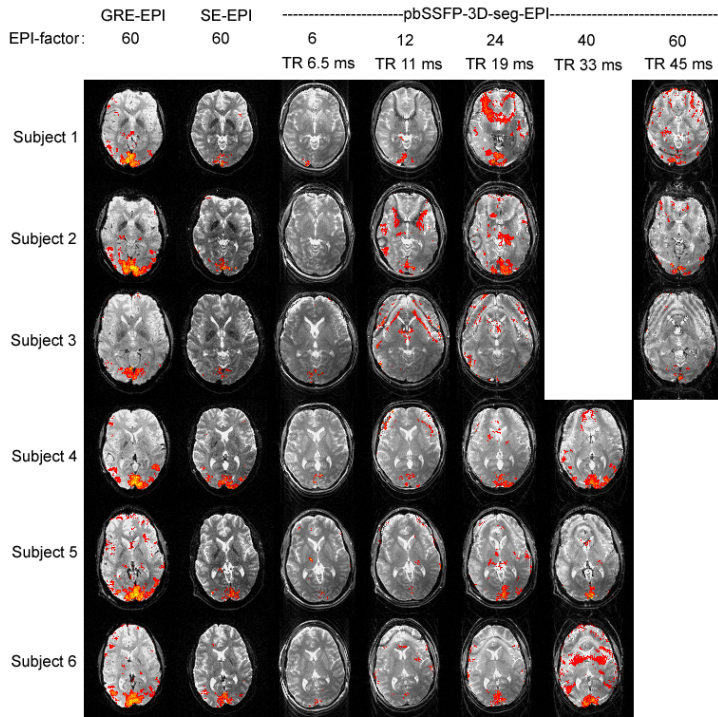 GRE-EPI SE-EPI -----------------------pbSSFP-3D-seg-EPI-----------------------
EPI-factor: 60 60 6 12 24 40 60
TR 6.5 ms TR 11 ms TR 19 ms TR 33 ms TR 45 ms
Subject 1
Subject 2
Subject 3
Subject 4
Subject 5
Subject 6